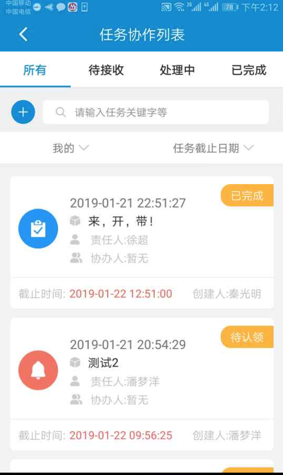 中国移动
中国电信
下午2:12
任务协作列表
所有 待接收 处理中 已完成
请输入任务关键字等
我的 任务截止日期
已完成
2019-01-21 22:51:27
来，开，带!
责任人:徐超
协办人:暂无
截止时间: 2019-01-22 12:51:00 创建人:秦光明
待认领
2019-01-21 20:54:29
测试2
责任人:潘梦洋
协办人:暂无
截止时间: 2019-01-22 09:56:25 创建人:潘梦洋